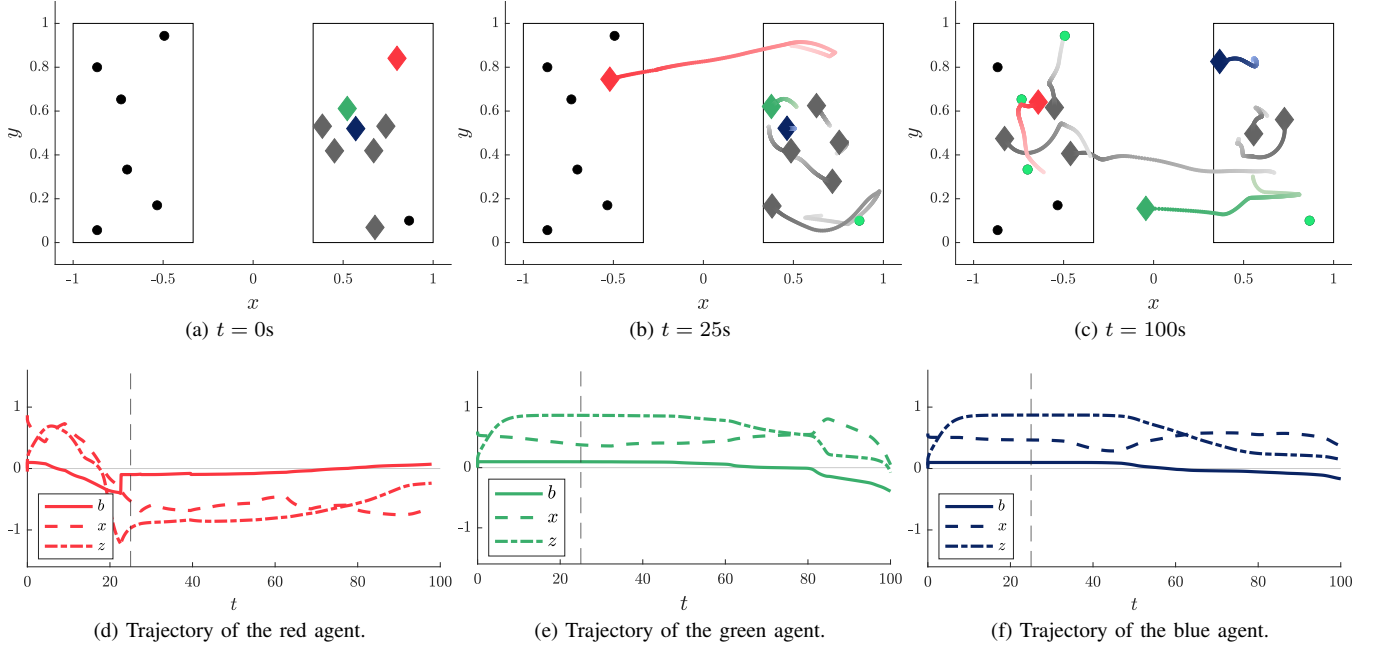 1
0.8
0.6
y
0.4
0.2
0
-1
-0.5
0
0.5
1
x
(a) t = 0s
1
0.8
0.6
y
0.4
0.2
0
-1
-0.5
0
0.5
1
x
(b) t = 25s
1
0.8
0.6
y
0.4
0.2
0
-1
-0.5
0
0.5
1
x
(c) t = 100s
1
0
-1
b
x
z
0
20
40
60
80
100
t
(d) Trajectory of the red agent.
1
0
-1
b
x
z
0
20
40
60
80
100
t
(e) Trajectory of the green agent.
1
0
-1
b
x
z
0
20
40
60
80
100
t
(f) Trajectory of the blue agent.